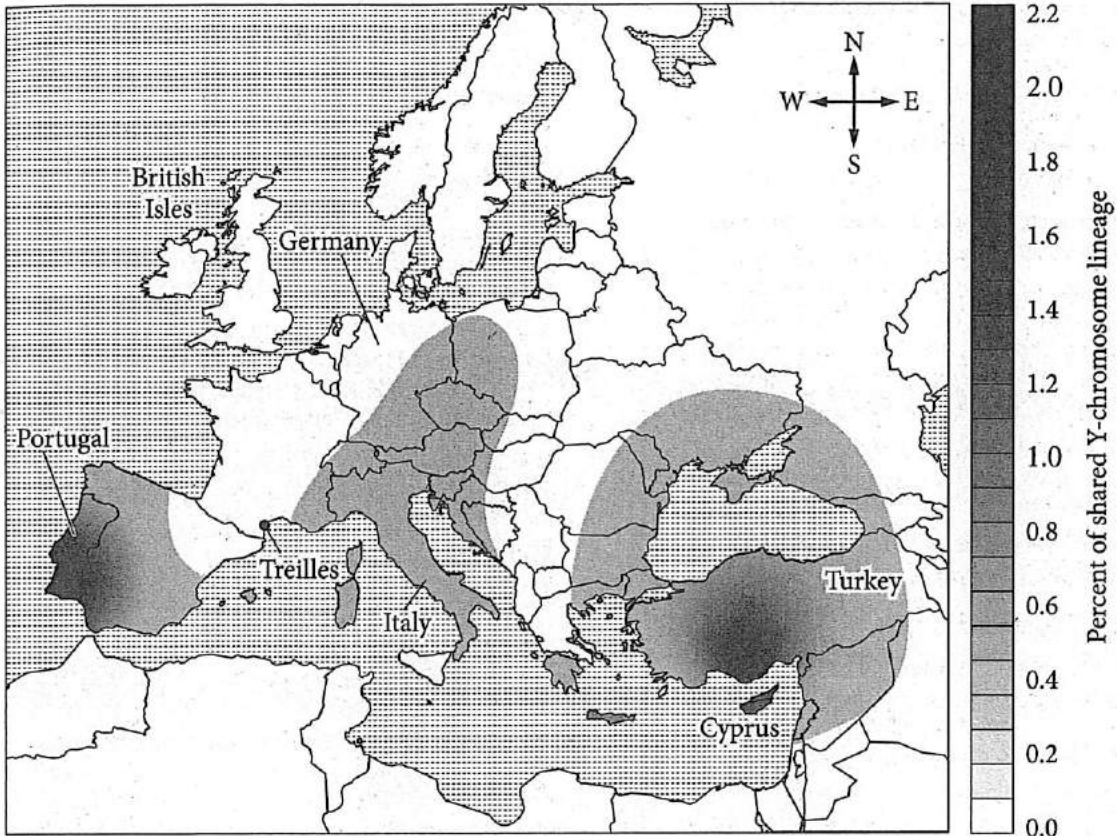 N
W E
S
British
Isles
Germany
Portugal
Treilles
Italy
Turkey
Cyprus
2.2
2.0
1.8
1.6
1.4
1.2
1.0
0.8
0.6
0.4
0.2
0.0
Percent of shared Y-chromosome lineage